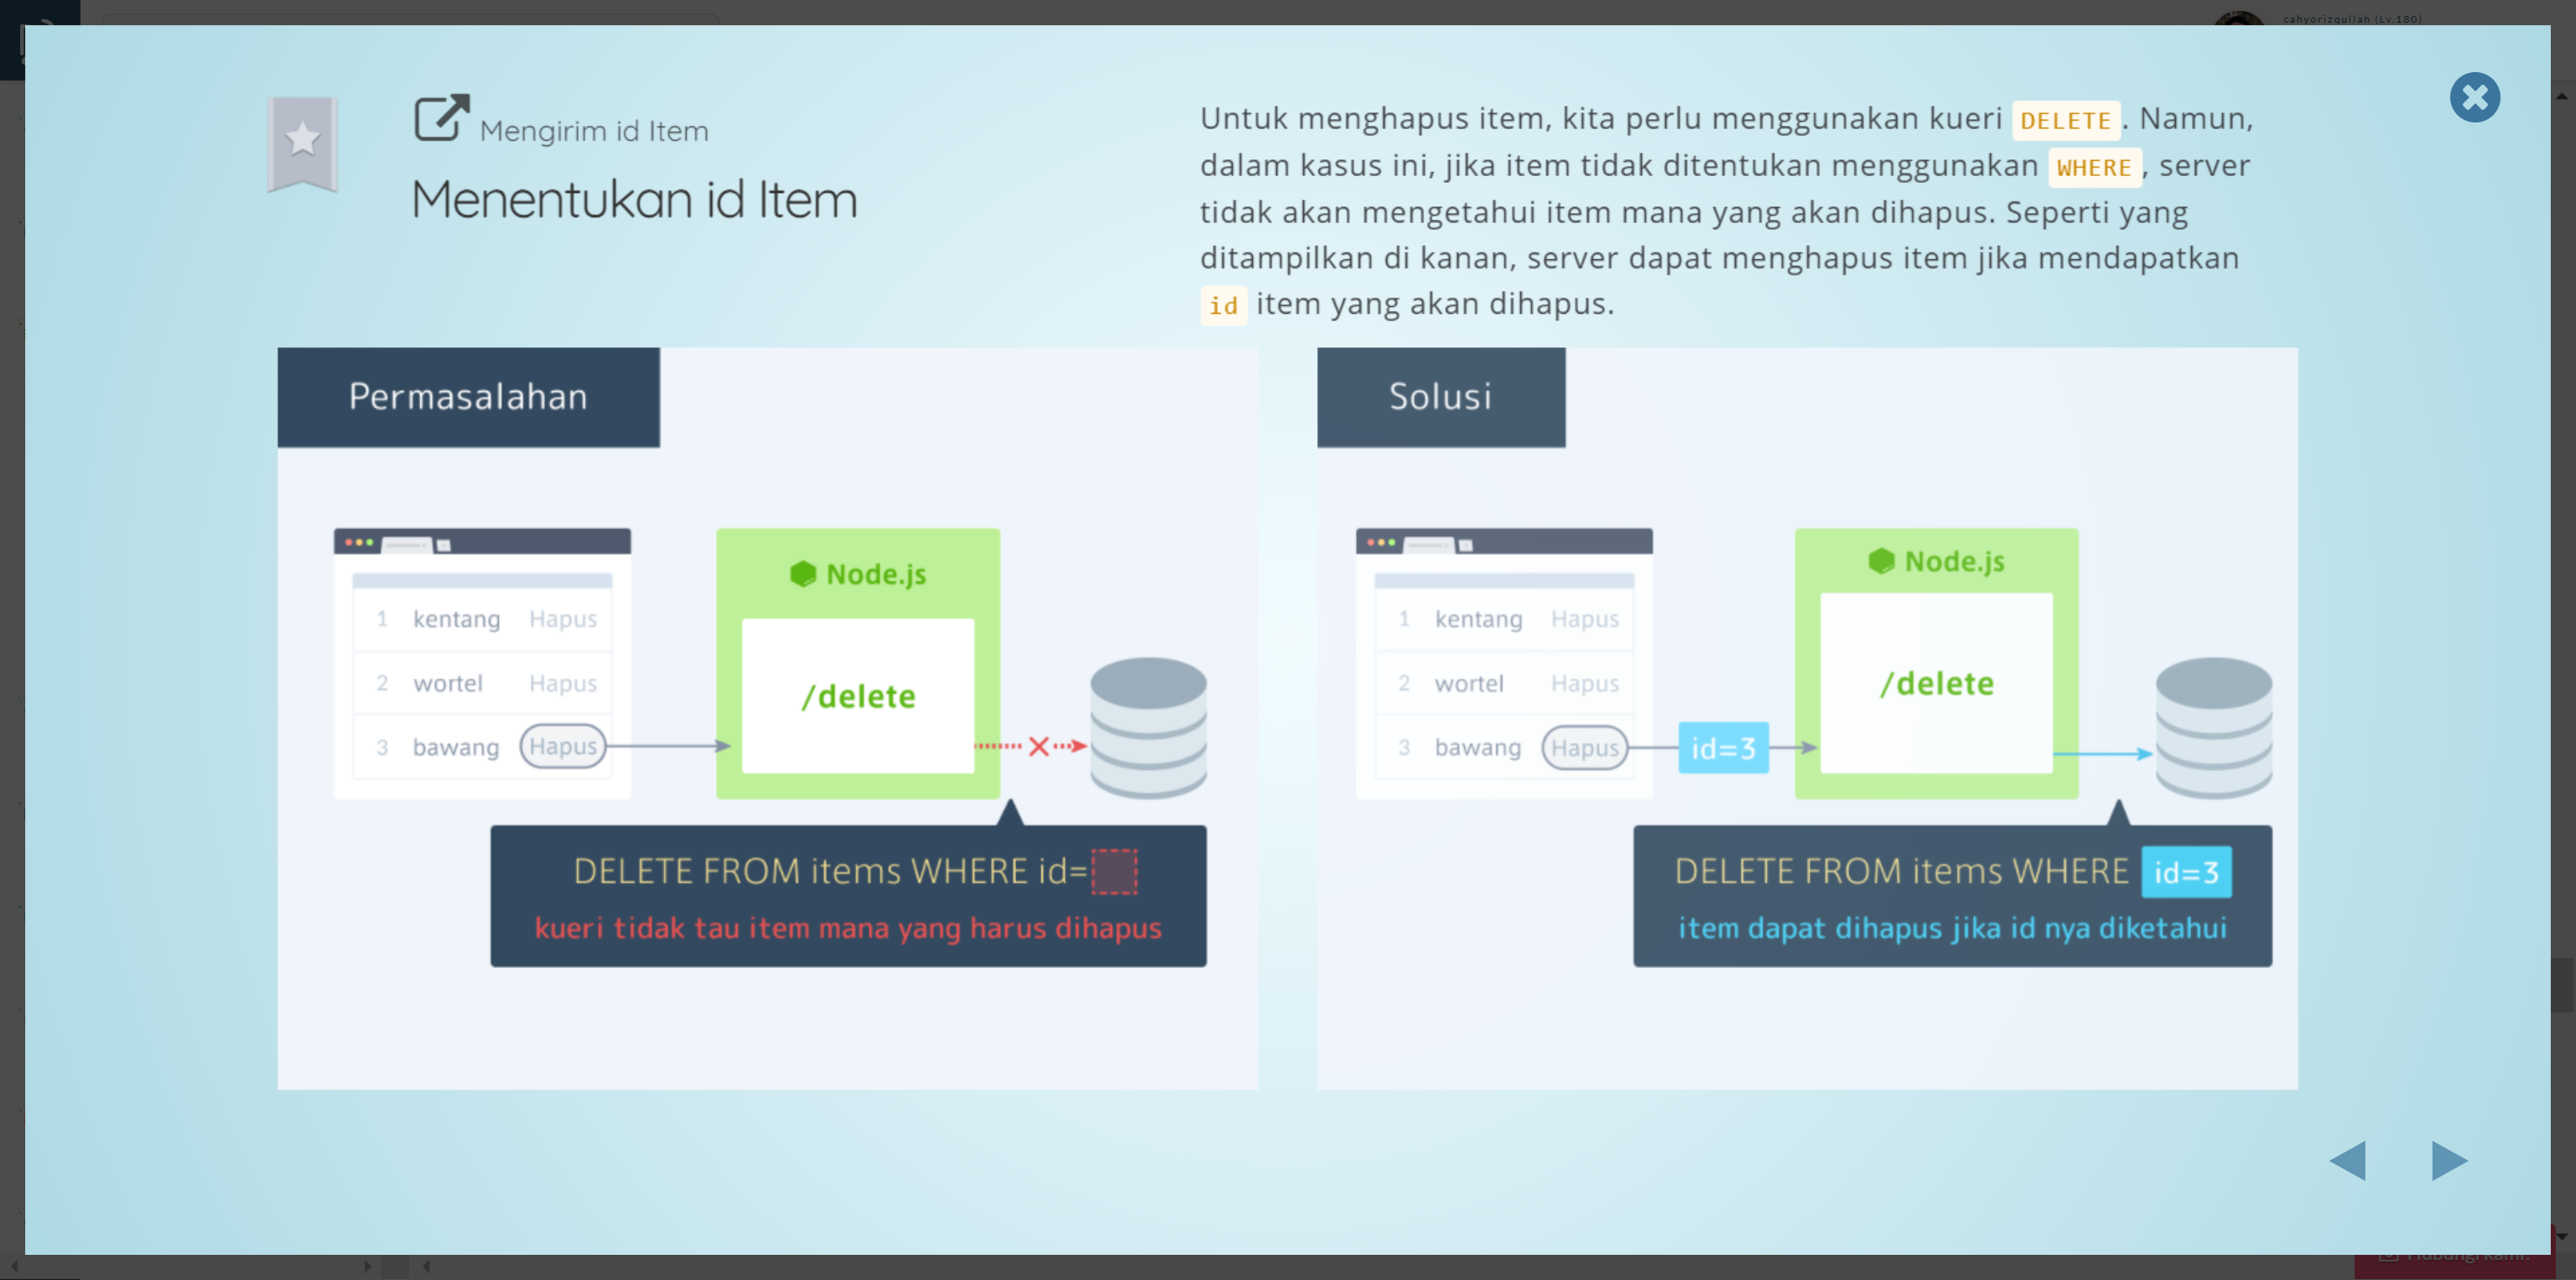 cahyorizqullah (Lv.180)
Mengirim id Item
Menentukan id Item
Untuk menghapus item, kita perlu menggunakan kueri DELETE. Namun,
dalam kasus ini, jika item tidak ditentukan menggunakan WHERE, server
tidak akan mengetahui item mana yang akan dihapus. Seperti yang
ditampilkan di kanan, server dapat menghapus item jika mendapatkan
id item yang akan dihapus.
Permasalahan
1 kentang Hapus
2 wortel Hapus
3 bawang Hapus
Node.js
/delete
DELETE FROM items WHERE id=
kueri tidak tau item mana yang harus dihapus
Solusi
1 kentang Hapus
2 wortel Hapus
3 bawang Hapus
id=3
Node.js
/delete
DELETE FROM items WHERE id=3
item dapat dihapus jika id nya diketahui